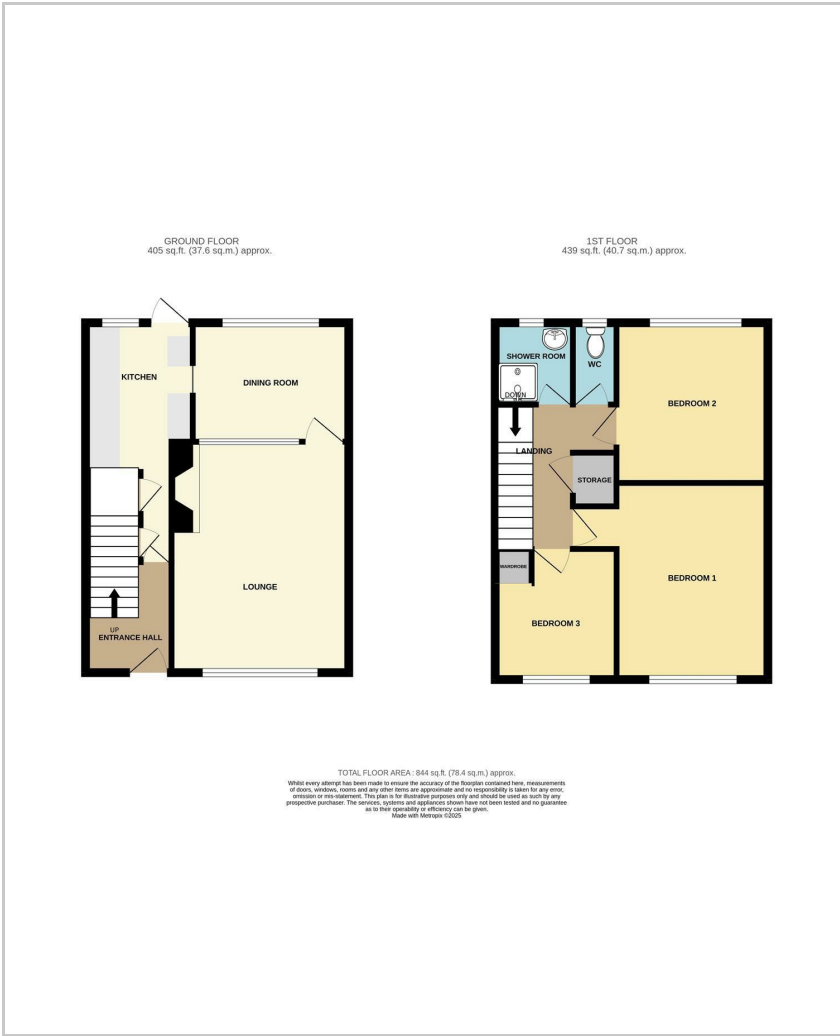 GROUND FLOOR
405 sq.ft. (37.6 sq.m.) approx.
KITCHEN
DINING ROOM
LOUNGE
UP
ENTRANCE HALL
1ST FLOOR
439 sq.ft. (40.7 sq.m.) approx.
SHOWER ROOM
WC
DOWN
BEDROOM 2
LANDING
STORAGE
WARDROBE
BEDROOM 1
BEDROOM 3
TOTAL FLOOR AREA : 844 sq.ft. (78.4 sq.m.) approx.
Whilst every attempt has been made to ensure the accuracy of the floorplan contained here, measurements
of doors, windows, rooms and any other items are approximate and no responsibility is taken for any error,
omission or mis-statement. This plan is for illustrative purposes only and should be used as such by any
prospective purchaser. The services, systems and appliances shown have not been tested and no guarantee
as to their operability or efficiency can be given.
Made with Metropix ©2025